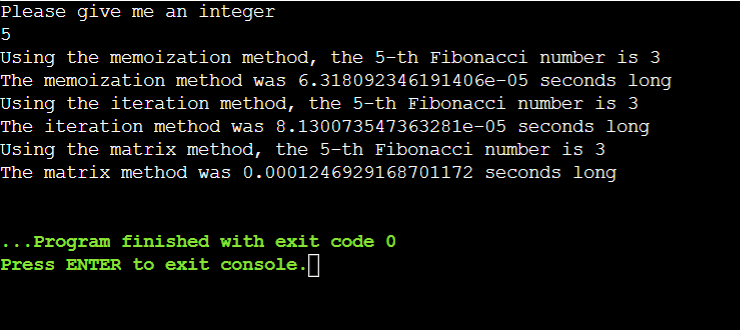 Please give me an integer
5
Using the memoization method, the 5-th Fibonacci number is 3
The memoization method was 6.318092346191406e-05 seconds long
Using the iteration method, the 5-th Fibonacci number is 3
The iteration method was 8.130073547363281e-05 seconds long
Using the matrix method, the 5-th Fibonacci number is 3
The matrix method was 0.0001246929168701172 seconds long
...Program finished with exit code 0
Press ENTER to exit console.